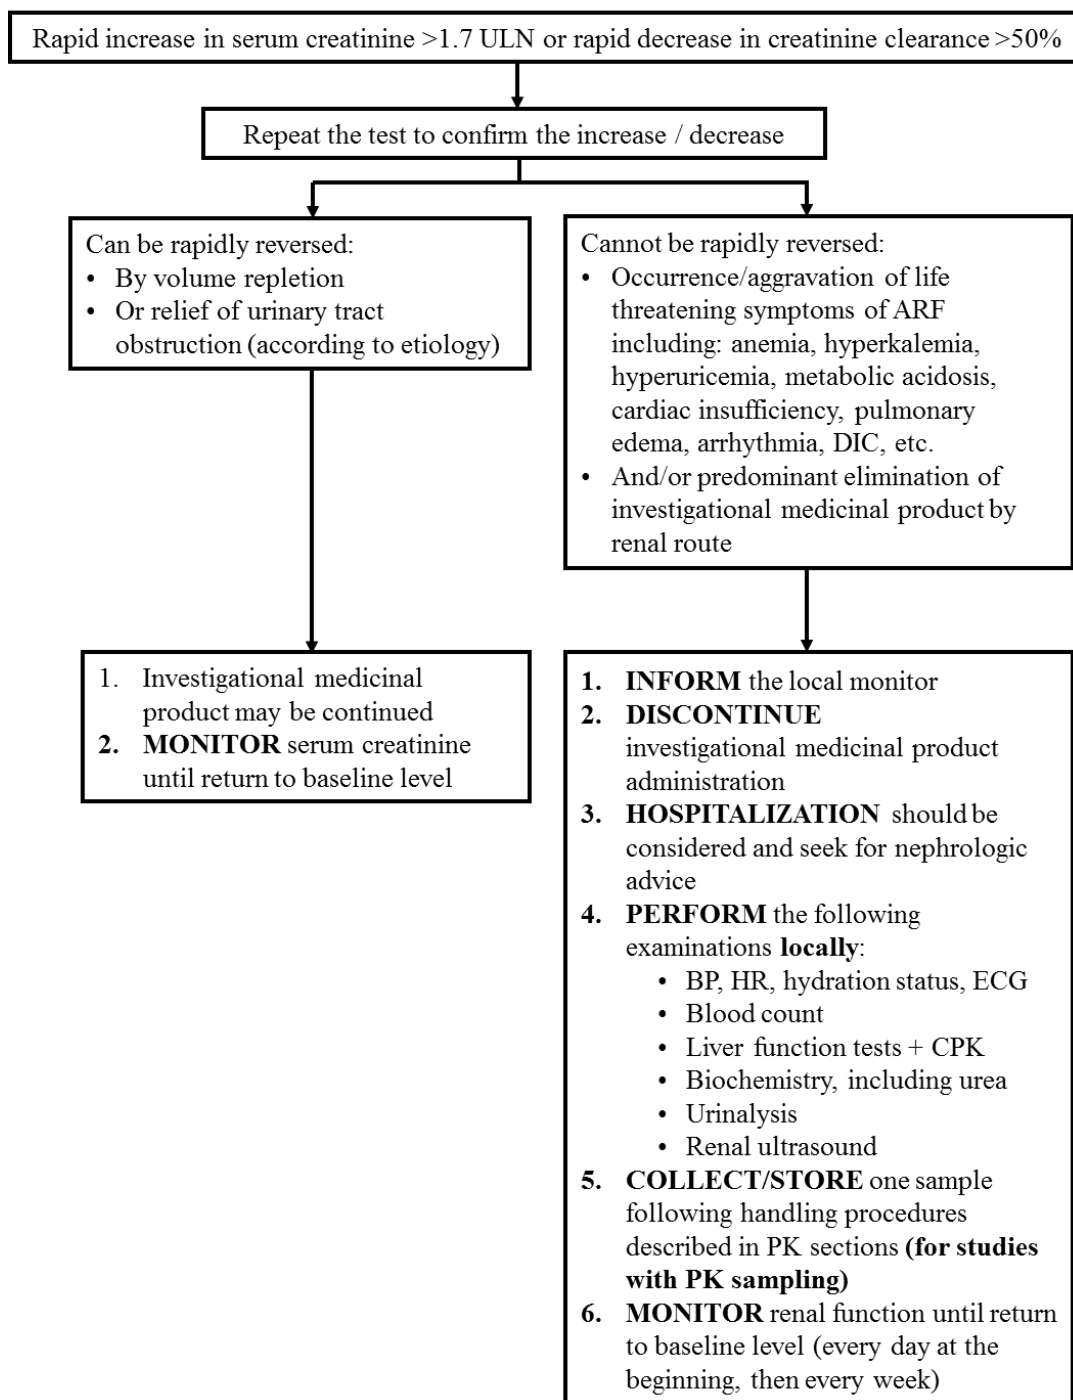 Rapid increase in serum creatinine >1.7 ULN or rapid decrease in creatinine clearance >50%
Repeat the test to confirm the increase / decrease
Can be rapidly reversed:
• By volume repletion
• Or relief of urinary tract
obstruction (according to etiology)
Cannot be rapidly reversed:
• Occurrence/aggravation of life
threatening symptoms of ARF
including: anemia, hyperkalemia,
hyperuricemia, metabolic acidosis,
cardiac insufficiency, pulmonary
edema, arrhythmia, DIC, etc.
• And/or predominant elimination of
investigational medicinal product by
renal route
1. Investigational medicinal
product may be continued
2. MONITOR serum creatinine
until return to baseline level
1. INFORM the local monitor
2. DISCONTINUE
investigational medicinal product
administration
3. HOSPITALIZATION should be
considered and seek for nephrologic
advice
4. PERFORM the following
examinations locally:
• BP, HR, hydration status, ECG
• Blood count
• Liver function tests + CPK
• Biochemistry, including urea
• Urinalysis
• Renal ultrasound
5. COLLECT/STORE one sample
following handling procedures
described in PK sections (for studies
with PK sampling)
6. MONITOR renal function until return
to baseline level (every day at the
beginning, then every week)